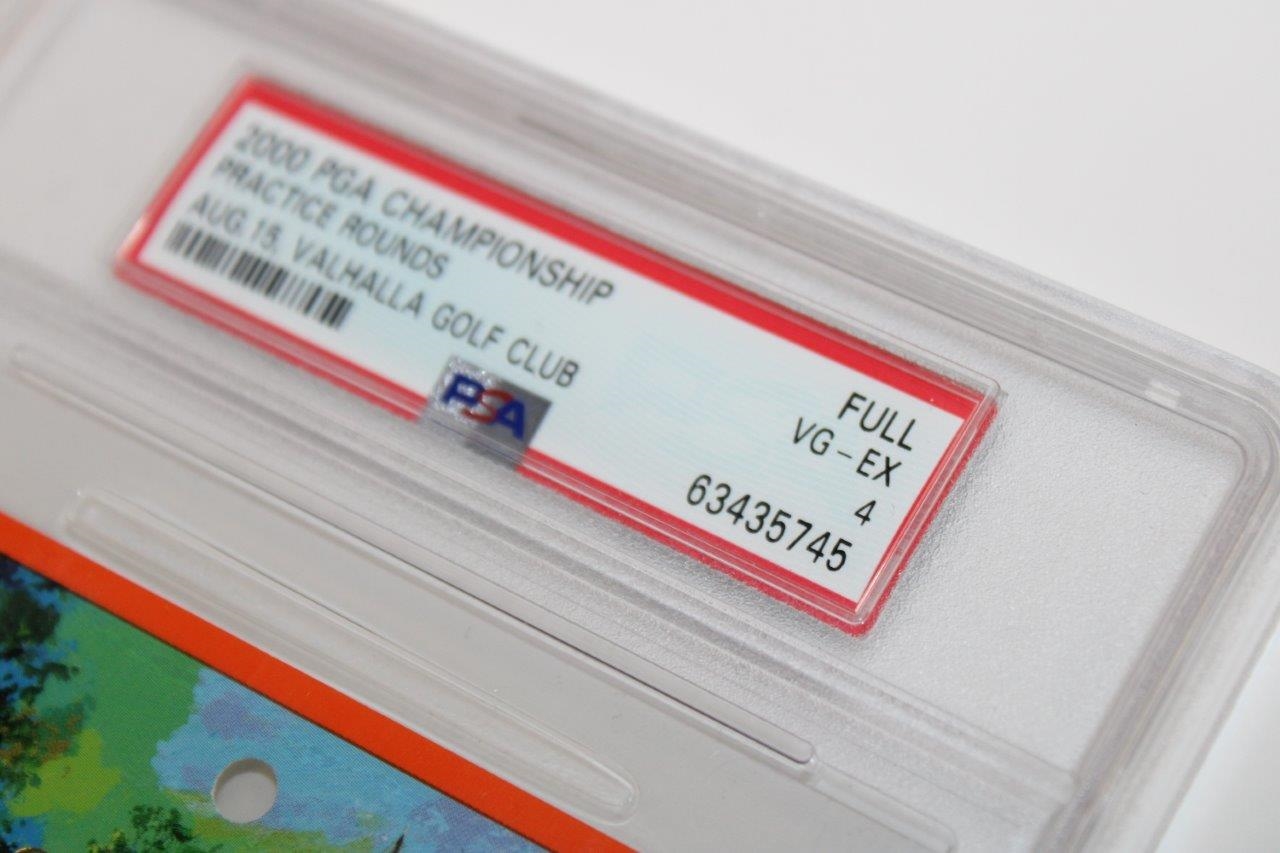 2000 PGA CHAMPIONSHIP
PRACTICE ROUNDS
AUG.15, VALHALLA GOLF CLUB
PSA
FULL
VG-EX
4
63435745